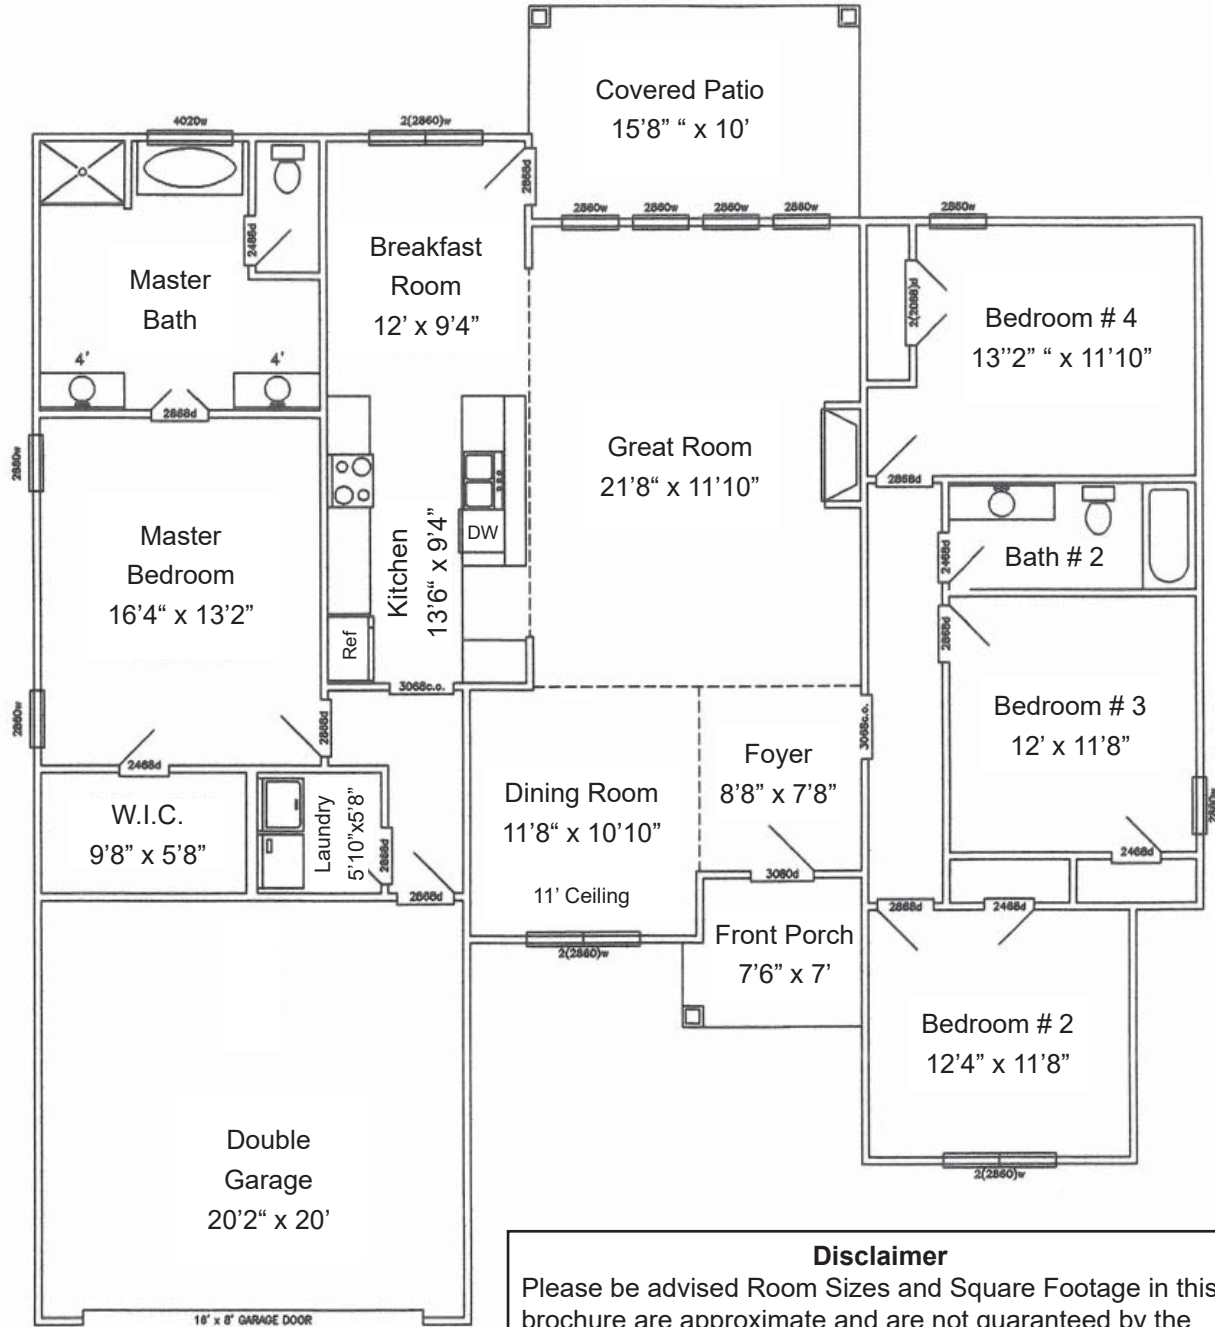 Covered Patio
15’8” “ x 10’
4020w
2(2860)w
2868d
2860w
2860w
2860w
2860w
2860w
2468d
Master
Bath
Breakfast
Room
12’ x 9’4”
2(2068)d
Bedroom # 4
13’’2” “ x 11’10”
4’
4’
2868d
2860w
Great Room
21’8” x 11’10”
2868d
DW
Kitchen
13’6“ x 9’4”
Ref
Master
Bedroom
16’4“ x 13’2”
2468d
Bath # 2
2868d
3068c.o.
2860w
2868d
3068c.o.
Bedroom # 3
12’ x 11’8”
Foyer
8’8” x 7’8”
2468d
W.I.C.
9’8” x 5’8”
Laundry
5’10”x5’8”
2868d
Dining Room
11’8” x 10’10”
11’ Ceiling
2860w
2468d
3080d
2868d
2868d
2468d
2(2860)w
Front Porch
7’6” x 7’
Bedroom # 2
12’4” x 11’8”
2(2860)w
Double
Garage
20’2“ x 20’
16' x 8' GARAGE DOOR
Disclaimer
Please be advised Room Sizes and Square Footage in this
brochure are approximate and are not guaranteed by the